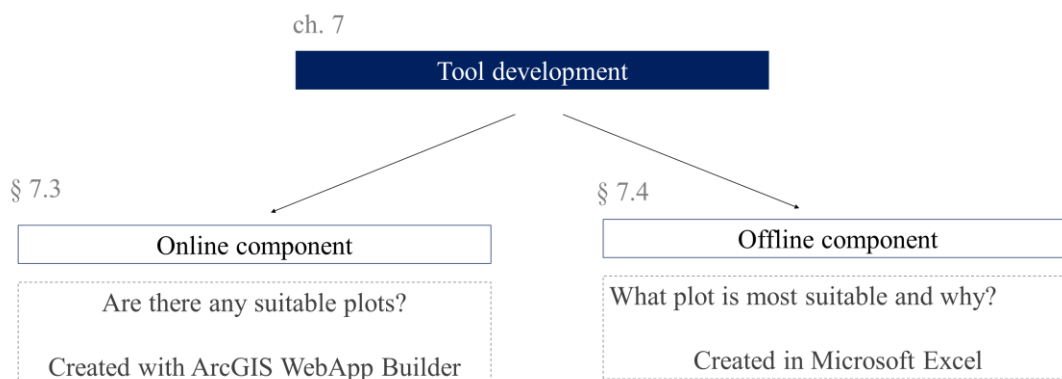 ch. 7
Tool development
§ 7.3
§ 7.4
Online component
Offline component
Are there any suitable plots?
Created with ArcGIS WebApp Builder
What plot is most suitable and why?
Created in Microsoft Excel